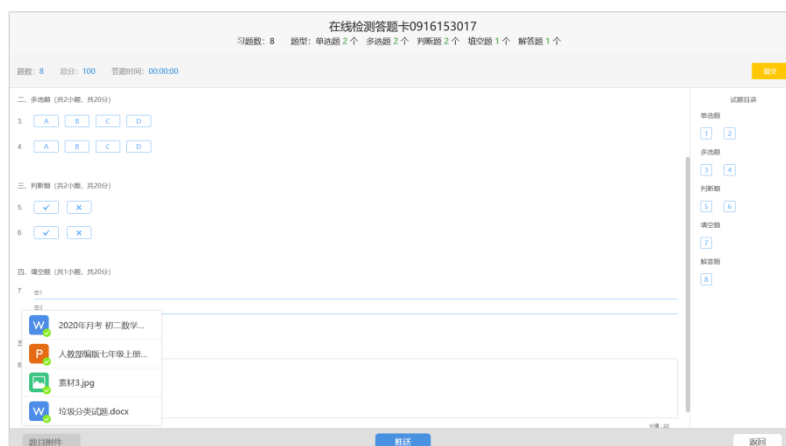 在线检测答题卡0916153017
习题数：8 题型：单选题 2 个 多选题 2 个 判断题 2 个 填空题 1 个 解答题 1 个
题数：8 总分：100 答题时间：00:00:00
提交
二、多选题（共2小题，共20分）
3. A B C D
4. A B C D
三、判断题（共2小题，共20分）
5. ✓ ×
6. ✓ ×
四、填空题（共1小题，共20分）
7. 空1
空2
W 2020年月考 初二数学...
P 人教部编版七年级上册...
素材3.jpg
W 垃圾分类试题.docx
试题目录
单选题
1 2
多选题
3 4
判断题
5 6
填空题
7
解答题
8
题目附件
推送
返回